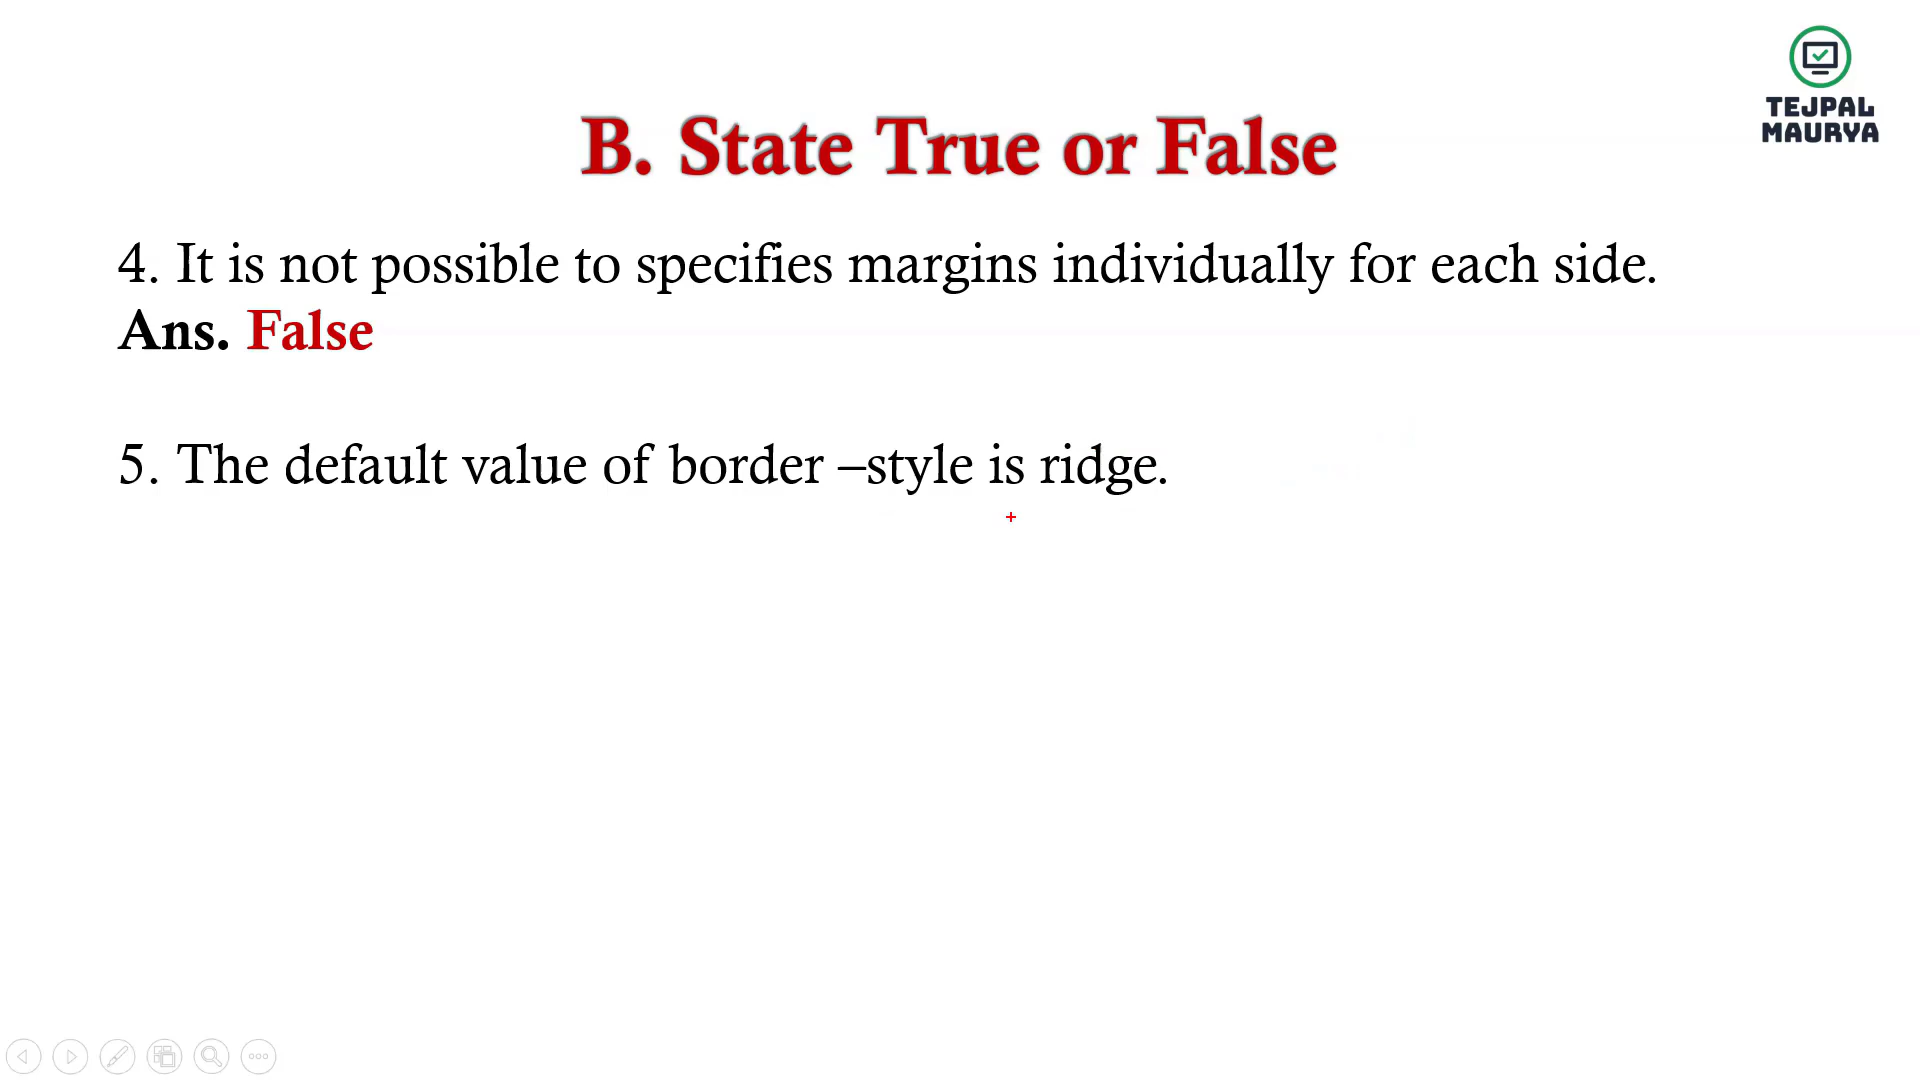 TEJPAL
MAURYA
B. State True or False
4. It is not possible to specifies margins individually for each side.
Ans. False
5. The default value of border –style is ridge.